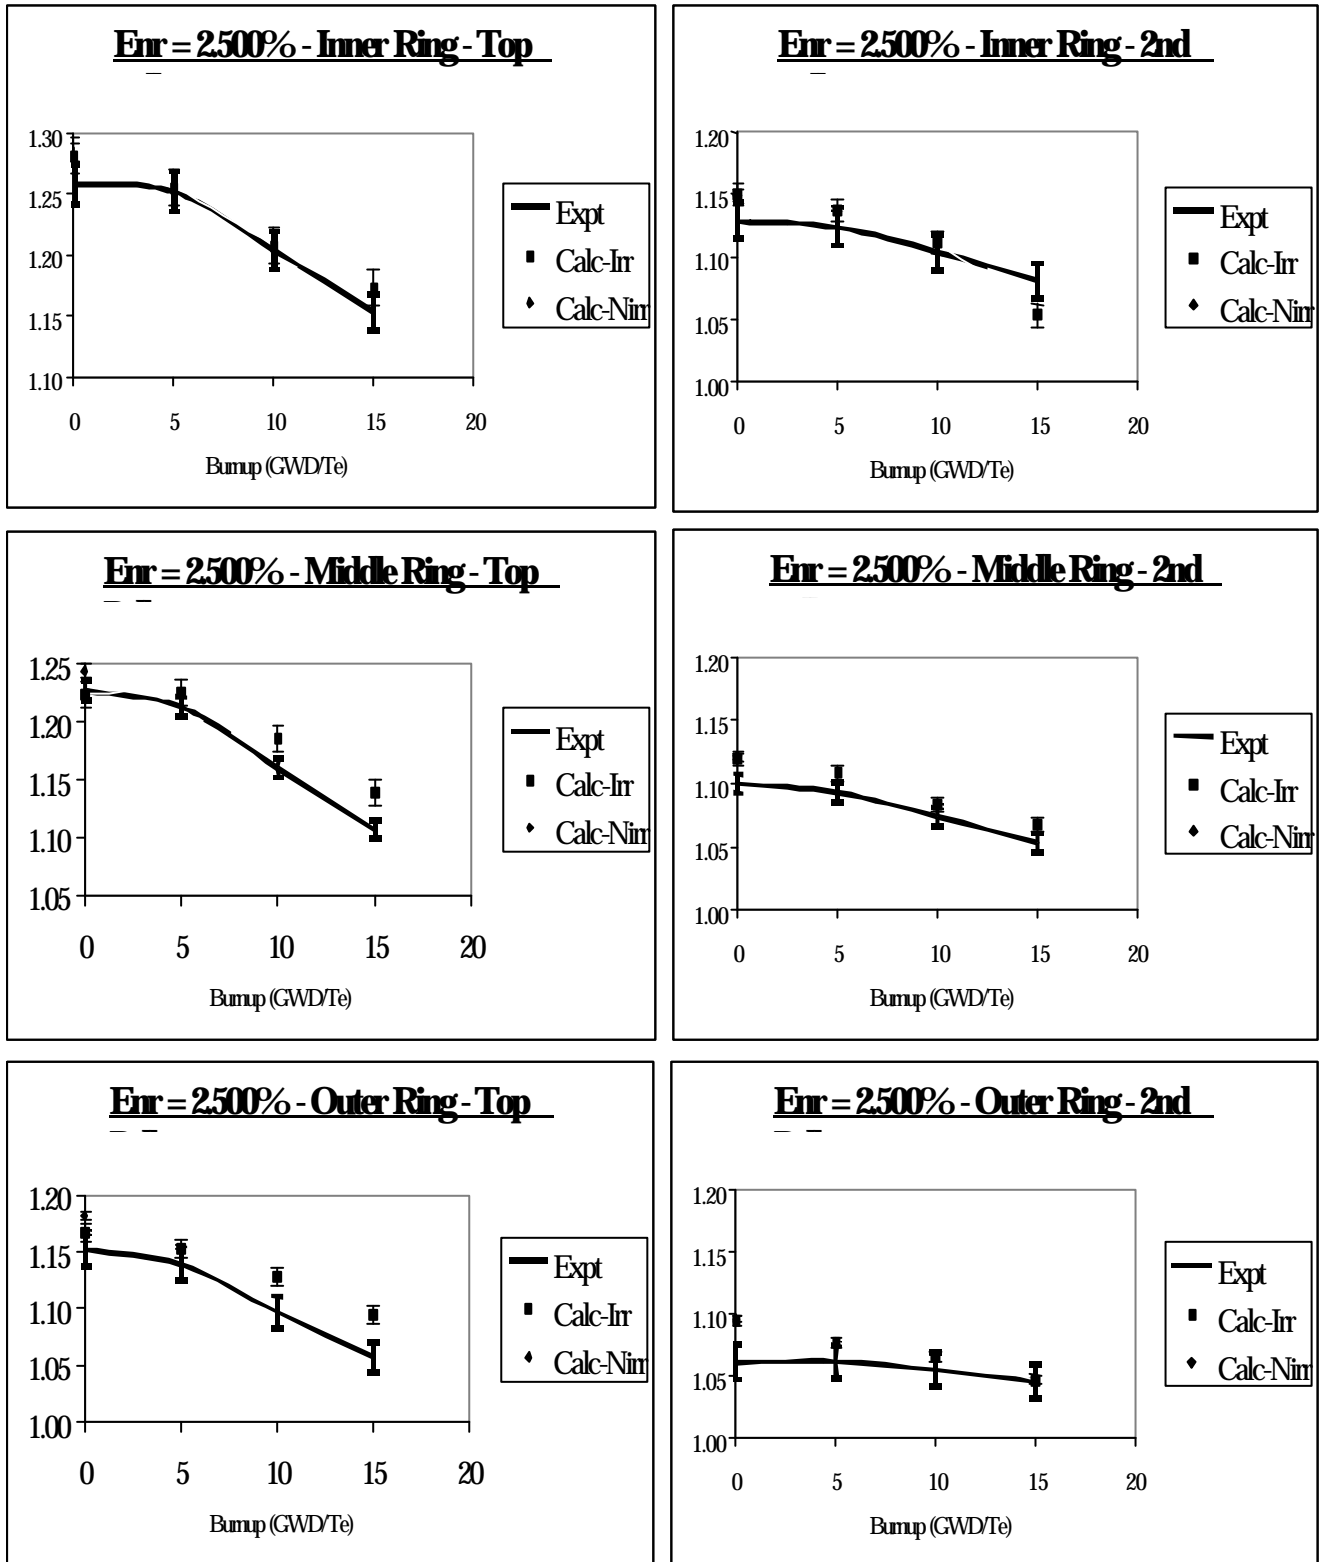 Enr = 2.500% - Inner Ring - Top
1.30
1.25
1.20
1.15
1.10
0 5 10 15 20
Burnup (GWD/Te)
Expt
Calc-Irr
Calc-Nirr
Enr = 2.500% - Inner Ring - 2nd
1.20
1.15
1.10
1.05
1.00
0 5 10 15 20
Burnup (GWD/Te)
Expt
Calc-Irr
Calc-Nirr
Enr = 2.500% - Middle Ring - Top
1.25
1.20
1.15
1.10
1.05
0 5 10 15 20
Burnup (GWD/Te)
Expt
Calc-Irr
Calc-Nirr
Enr = 2.500% - Middle Ring - 2nd
1.20
1.15
1.10
1.05
1.00
0 5 10 15 20
Burnup (GWD/Te)
Expt
Calc-Irr
Calc-Nirr
Enr = 2.500% - Outer Ring - Top
1.20
1.15
1.10
1.05
1.00
0 5 10 15 20
Burnup (GWD/Te)
Expt
Calc-Irr
Calc-Nirr
Enr = 2.500% - Outer Ring - 2nd
1.20
1.15
1.10
1.05
1.00
0 5 10 15 20
Burnup (GWD/Te)
Expt
Calc-Irr
Calc-Nirr